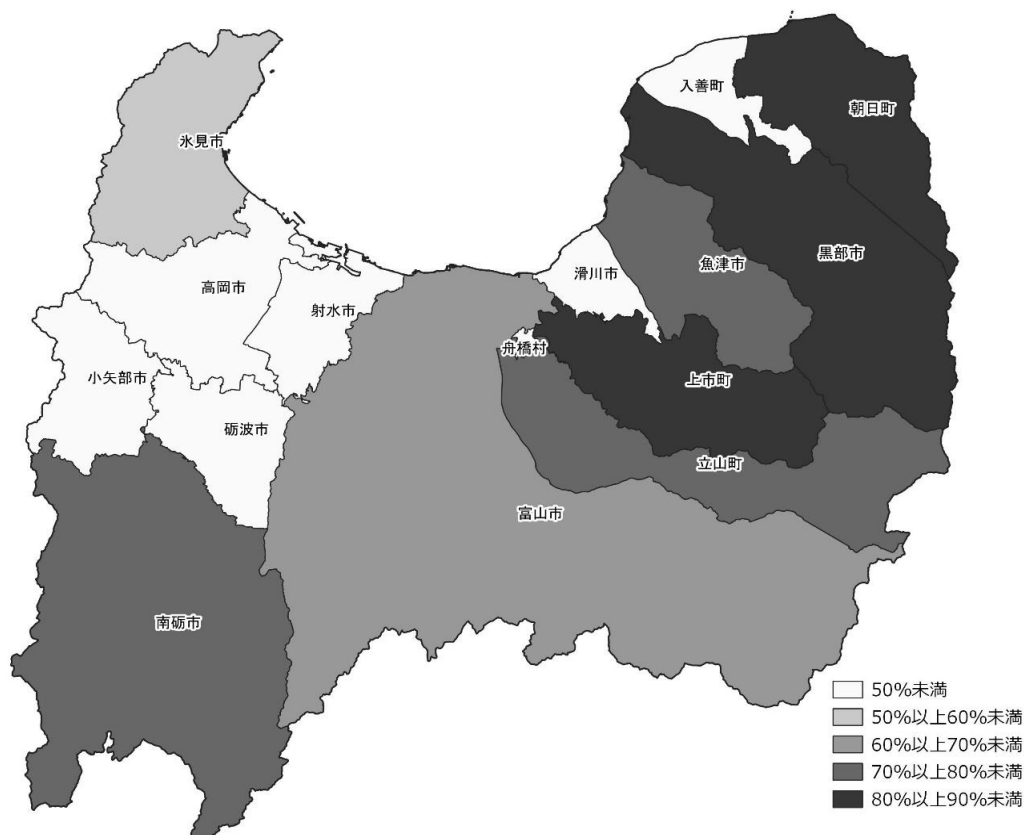 入善町
朝日町
氷見市
黒部市
魚津市
滑川市
高岡市
射水市
舟橋村
小矢部市
上市町
砺波市
立山町
富山市
南砺市
50%未満
50%以上60%未満
60%以上70%未満
70%以上80%未満
80%以上90%未満